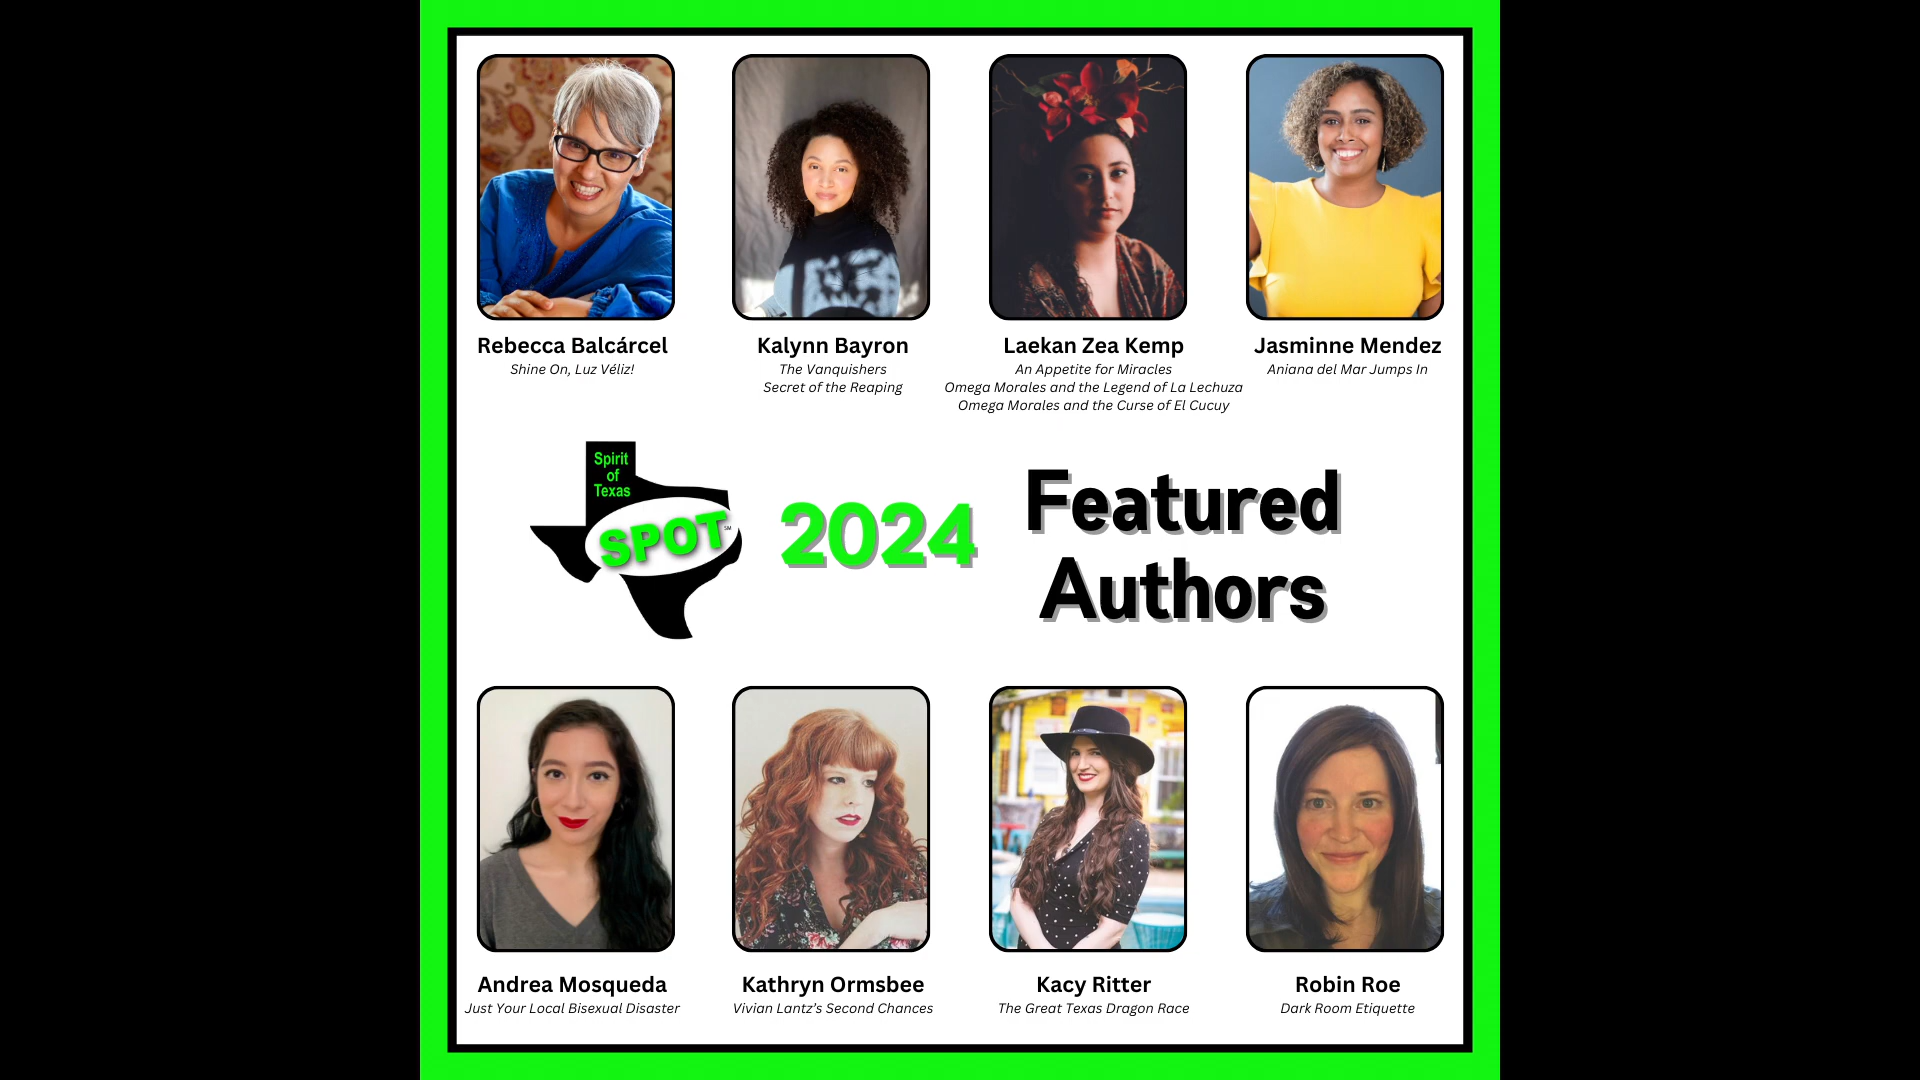 Rebecca Balcárcel
Shine On, Luz Véliz!
Kalynn Bayron
The Vanquishers
Secret of the Reaping
Laekan Zea Kemp
An Appetite for Miracles
Omega Morales and the Legend of La Lechuza
Omega Morales and the Curse of El Cucuy
Jasminne Mendez
Aniana del Mar Jumps In
Spirit
of
Texas
SPOT
SM
2024
Featured
Authors
Andrea Mosqueda
Just Your Local Bisexual Disaster
Kathryn Ormsbee
Vivian Lantz's Second Chances
Kacy Ritter
The Great Texas Dragon Race
Robin Roe
Dark Room Etiquette